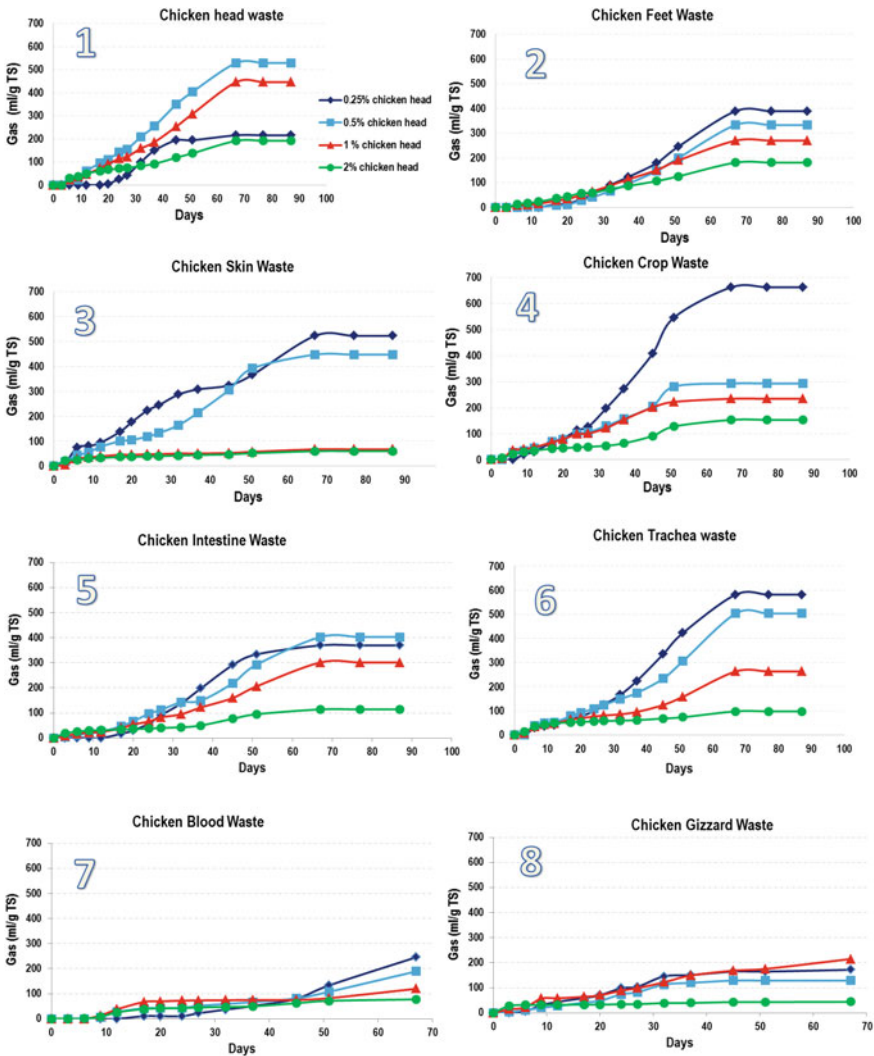 Chicken head waste
1
Gas (ml/g TS)
700
600
500
400
300
200
100
0
0 10 20 30 40 50 60 70 80 90 100
Days
0.25% chicken head
0.5% chicken head
1 % chicken head
2% chicken head
Chicken Feet Waste
2
Gas (ml/g TS)
700
600
500
400
300
200
100
0
0 10 20 30 40 50 60 70 80 90 100
Days
Chicken Skin Waste
3
Gas (ml/g TS)
700
600
500
400
300
200
100
0
0 10 20 30 40 50 60 70 80 90
Days
Chicken Crop Waste
4
Gas (ml/g TS)
700
600
500
400
300
200
100
0
0 10 20 30 40 50 60 70 80 90 100
Days
Chicken Intestine Waste
5
Gas (ml/g TS)
700
600
500
400
300
200
100
0
0 10 20 30 40 50 60 70 80 90 100
Days
Chicken Trachea waste
6
Gas (ml/g TS)
700
600
500
400
300
200
100
0
0 10 20 30 40 50 60 70 80 90 100
Days
Chicken Blood Waste
7
Gas (ml/g TS)
700
600
500
400
300
200
100
0
0 10 20 30 40 50 60 70
Days
Chicken Gizzard Waste
8
Gas (ml/g TS)
700
600
500
400
300
200
100
0
0 10 20 30 40 50 60 70
Days